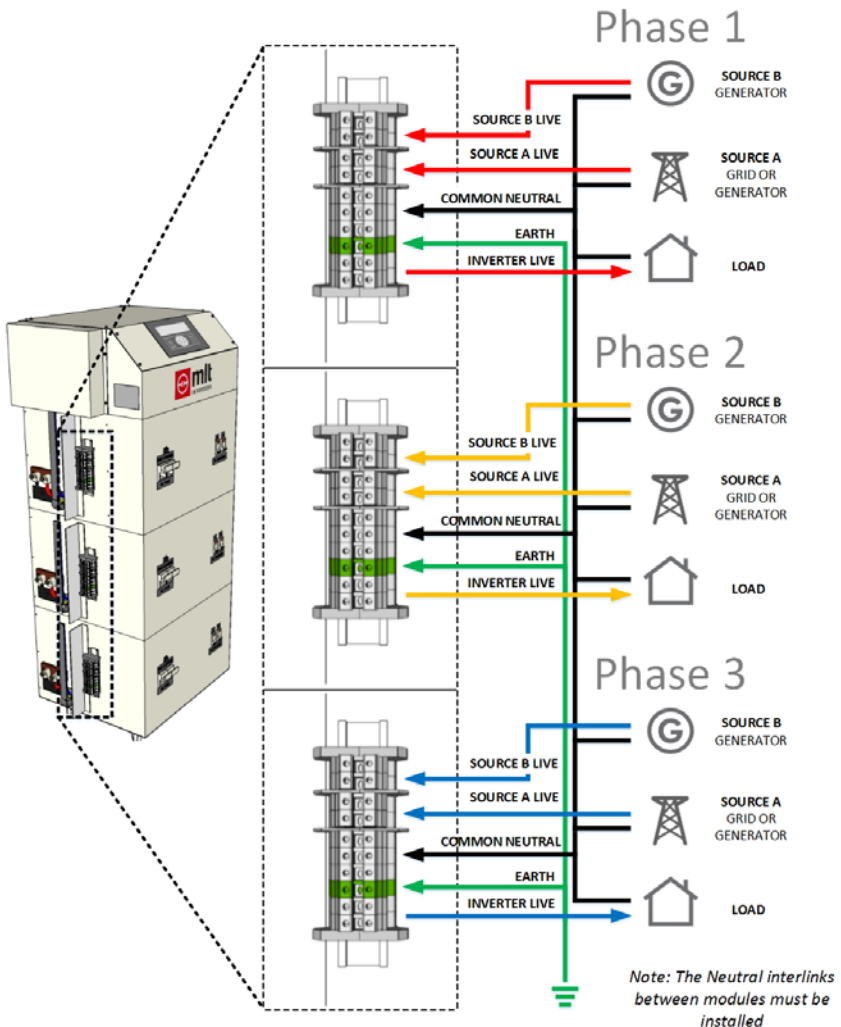 Phase 1
G
SOURCE B
GENERATOR
SOURCE B LIVE
SOURCE A LIVE
SOURCE A
GRID OR
GENERATOR
COMMON NEUTRAL
EARTH
INVERTER LIVE
LOAD
mlt
Phase 2
G
SOURCE B
GENERATOR
SOURCE B LIVE
SOURCE A LIVE
SOURCE A
GRID OR
GENERATOR
COMMON NEUTRAL
EARTH
INVERTER LIVE
LOAD
Phase 3
G
SOURCE B
GENERATOR
SOURCE B LIVE
SOURCE A LIVE
SOURCE A
GRID OR
GENERATOR
COMMON NEUTRAL
EARTH
INVERTER LIVE
LOAD
Note: The Neutral interlinks
between modules must be
installed